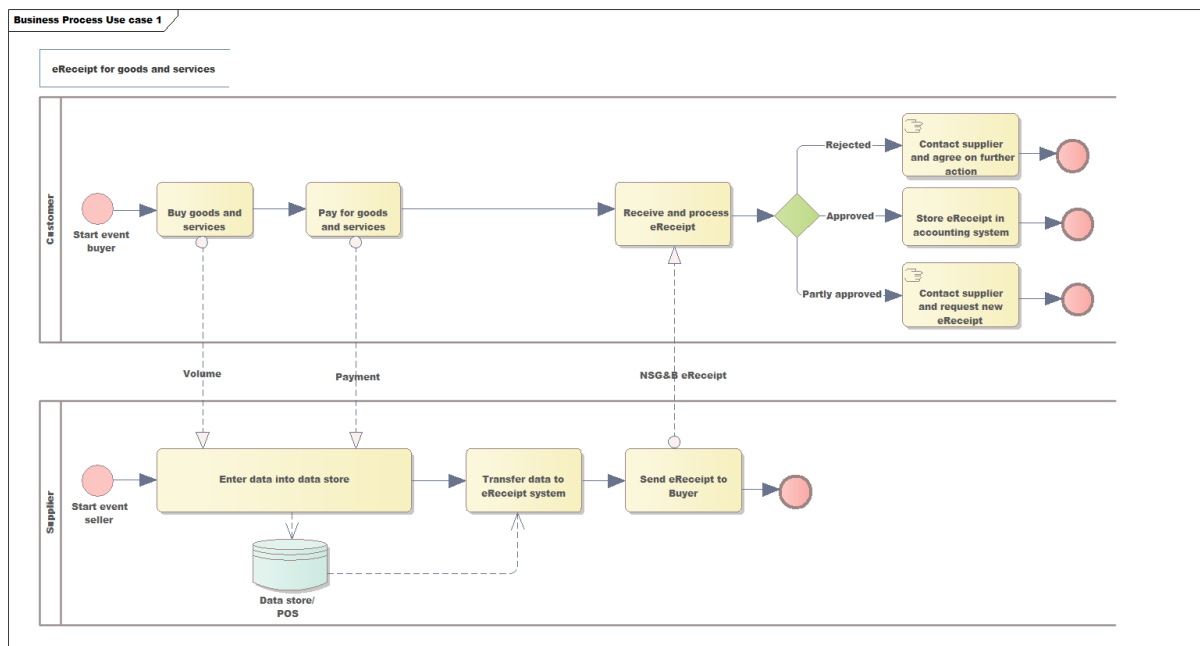 Business Process Use case 1
eReceipt for goods and services
Customer
Start event
buyer
Buy goods and
services
Pay for goods
and services
Receive and process
eReceipt
Rejected
Contact supplier
and agree on further
action
Approved
Store eReceipt in
accounting system
Partly approved
Contact supplier
and request new
eReceipt
Volume
Payment
NSG&B eReceipt
Supplier
Start event
seller
Enter data into data store
Transfer data to
eReceipt system
Send eReceipt to
Buyer
Data store/
POS